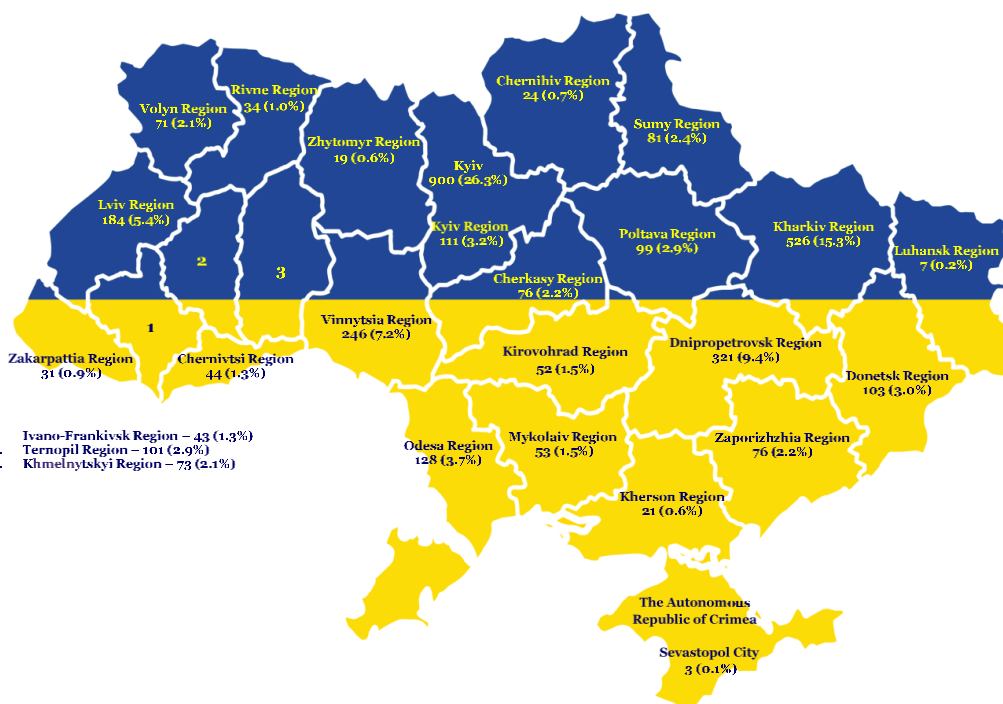 Chernihiv Region
24 (0.7%)
Rivne Region
34 (1.0%)
Volyn Region
71 (2.1%)
Sumy Region
81 (2.4%)
Zhytomyr Region
19 (0.6%)
Kyiv
900 (26.3%)
Lviv Region
184 (5.4%)
Kyiv Region
111 (3.2%)
Poltava Region
99 (2.9%)
Kharkiv Region
526 (15.3%)
Luhansk Region
7 (0.2%)
2
3
Cherkasy Region
76 (2.2%)
1
Vinnytsia Region
246 (7.2%)
Zakarpattia Region
31 (0.9%)
Chernivtsi Region
44 (1.3%)
Kirovohrad Region
52 (1.5%)
Dnipropetrovsk Region
321 (9.4%)
Donetsk Region
103 (3.0%)
Ivano-Frankivsk Region – 43 (1.3%)
Ternopil Region – 101 (2.9%)
Khmelnytskyi Region – 73 (2.1%)
Odesa Region
128 (3.7%)
Mykolaiv Region
53 (1.5%)
Zaporizhzhia Region
76 (2.2%)
Kherson Region
21 (0.6%)
The Autonomous
Republic of Crimea
Sevastopol City
3 (0.1%)